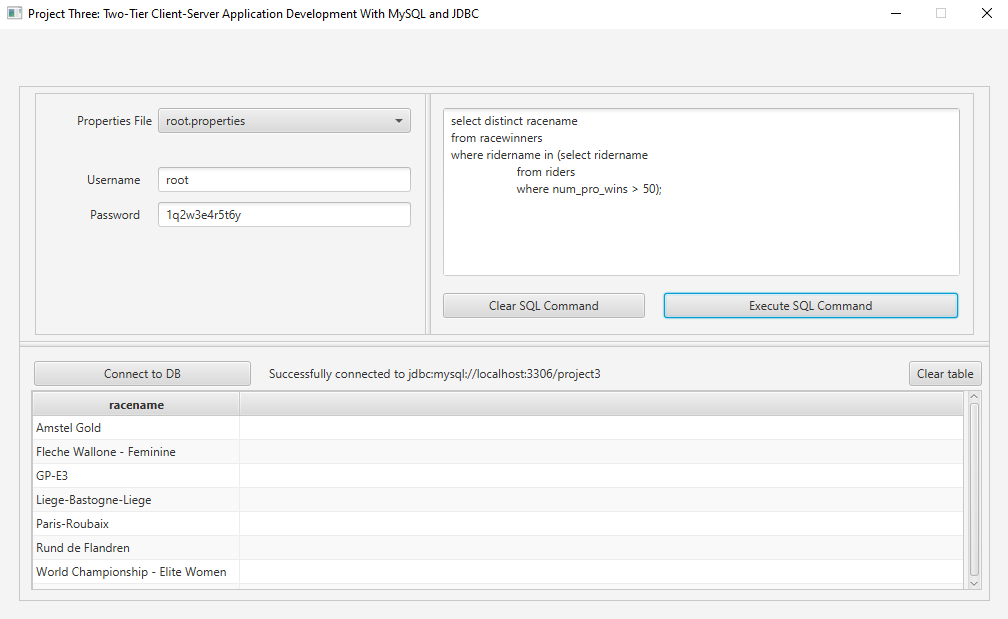 Project Three: Two-Tier Client-Server Application Development With MySQL and JDBC
Properties File
root.properties
Username
root
Password
1q2w3e4r5t6y
select distinct racename
from racewinners
where ridername in (select ridername
from riders
where num_pro_wins > 50);
Clear SQL Command
Execute SQL Command
Connect to DB
Successfully connected to jdbc:mysql://localhost:3306/project3
Clear table
racename
Amstel Gold
Fleche Wallone - Feminine
GP-E3
Liege-Bastogne-Liege
Paris-Roubaix
Rund de Flandren
World Championship - Elite Women